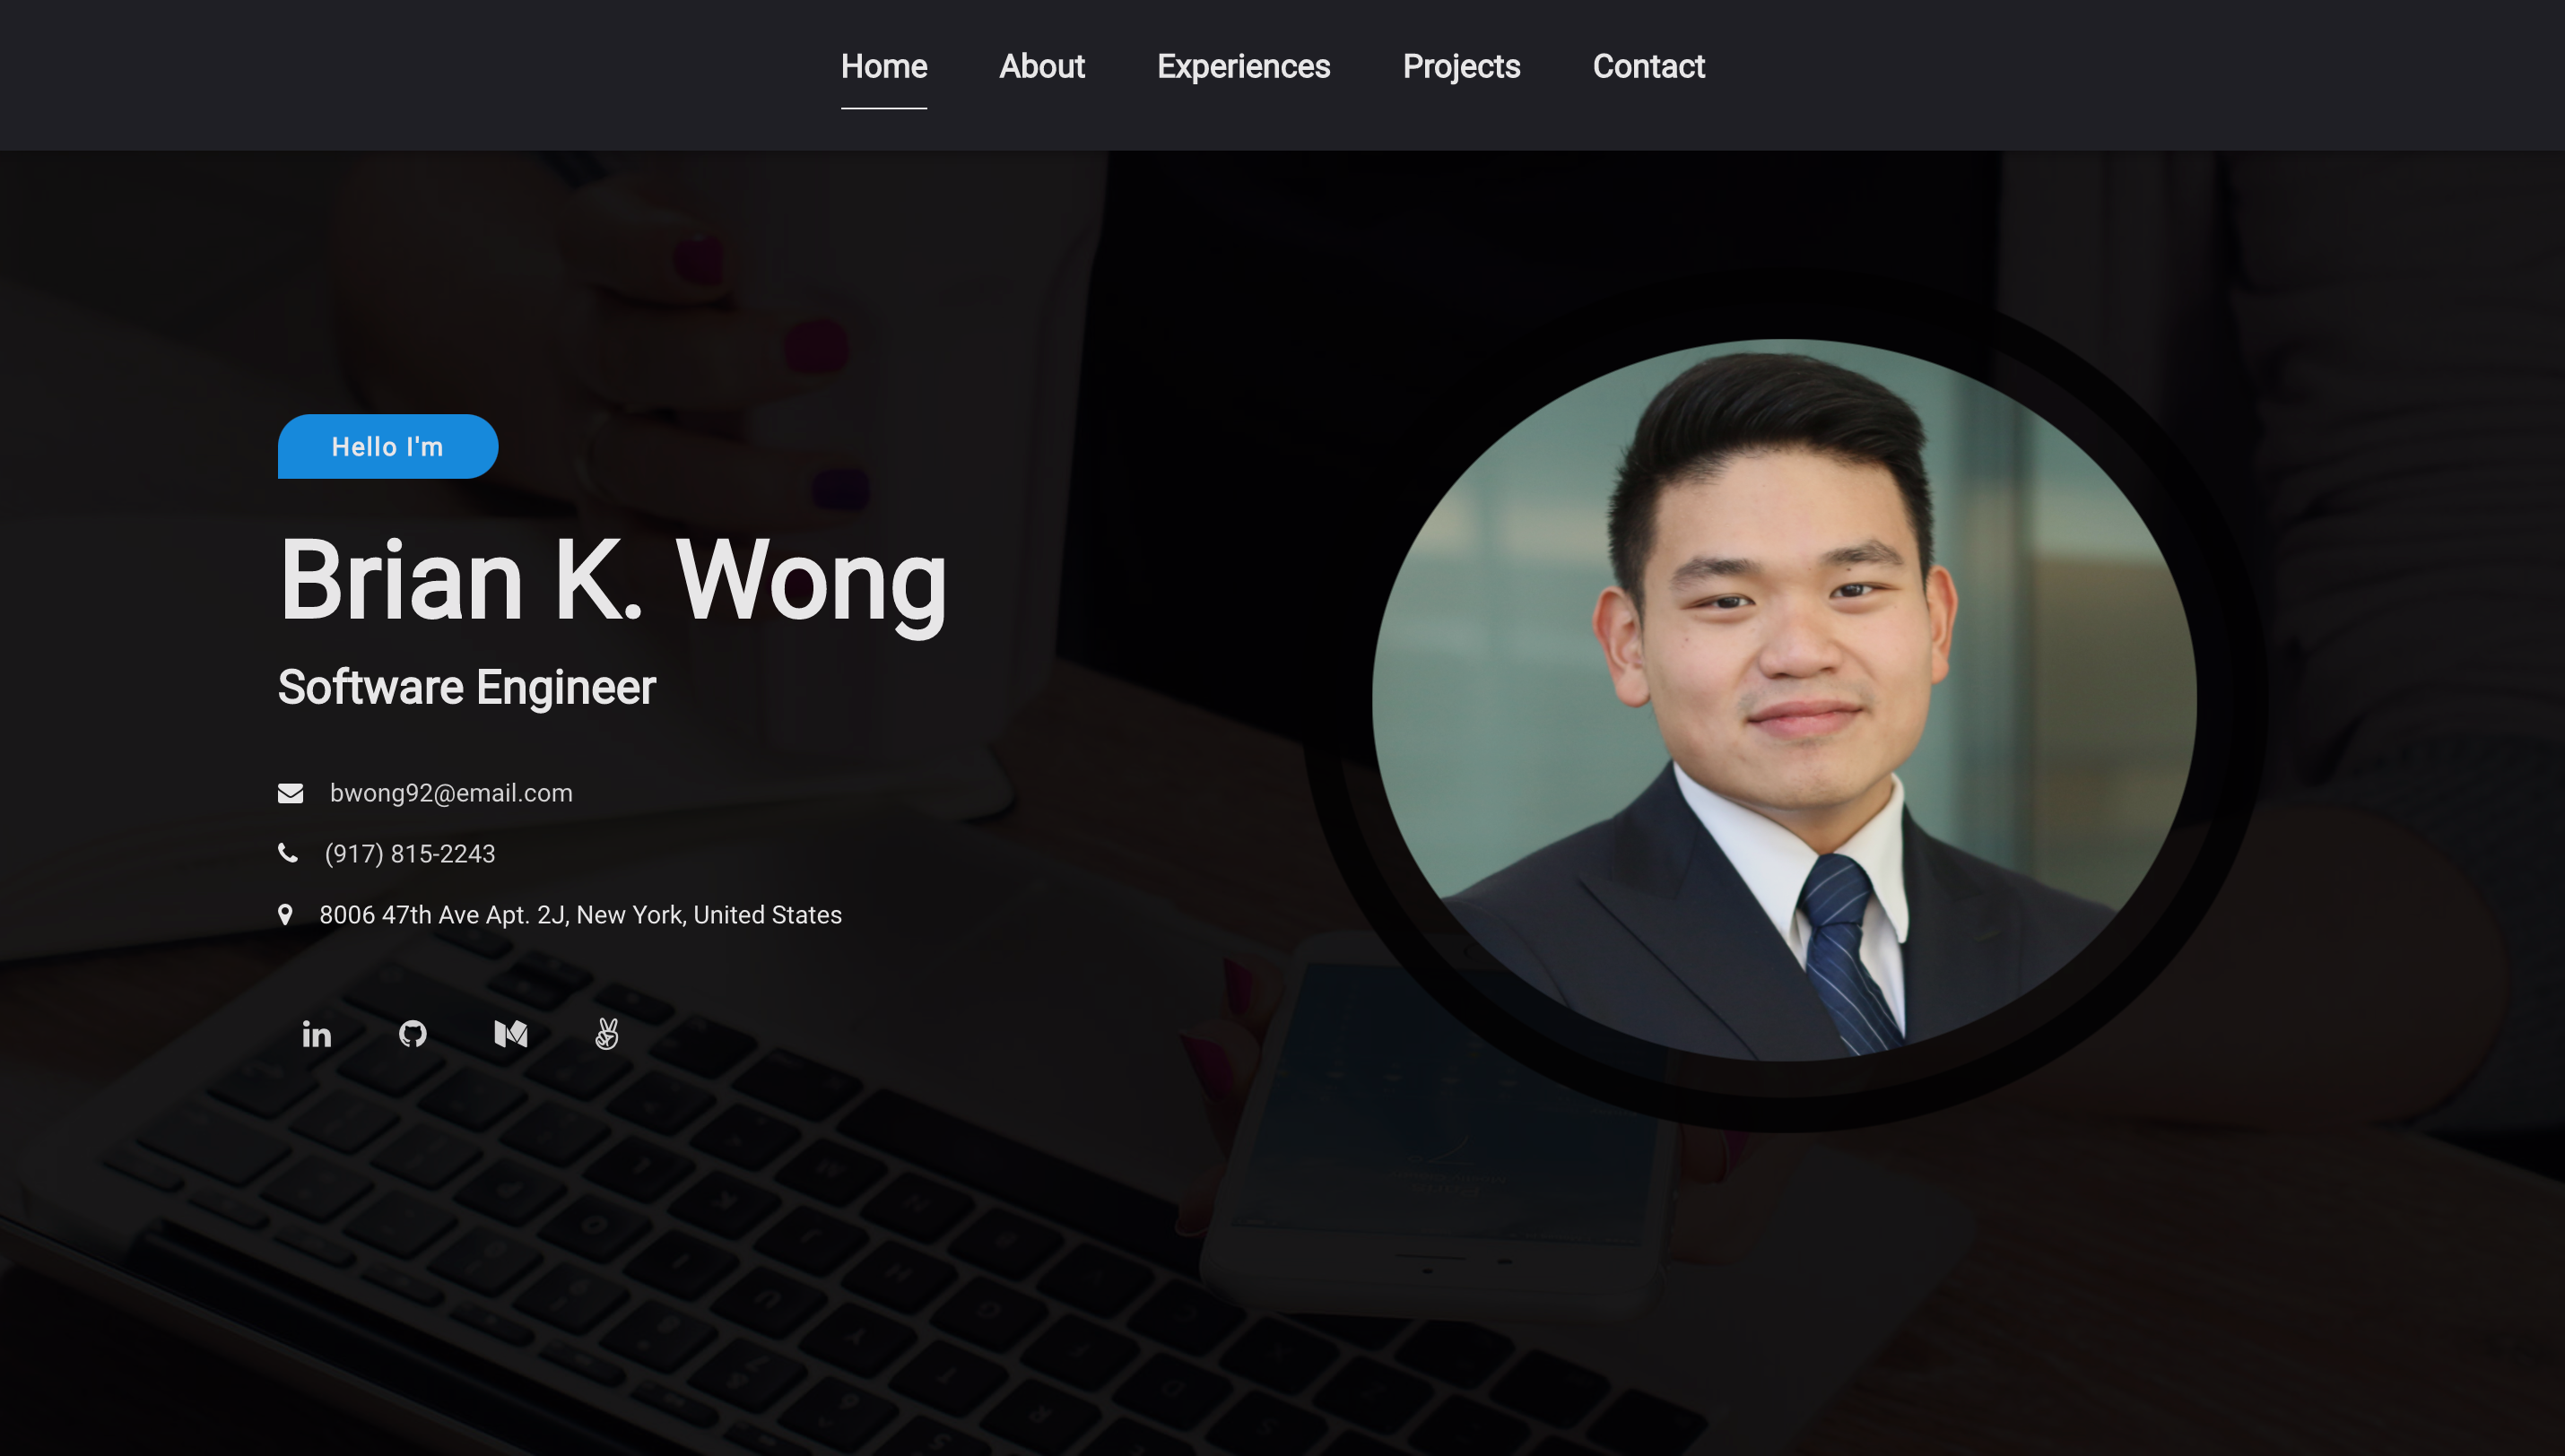 Home About Experiences Projects Contact
Hello I'm
Brian K. Wong
Software Engineer
bwong92@email.com
(917) 815-2243
8006 47th Ave Apt. 2J, New York, United States
in